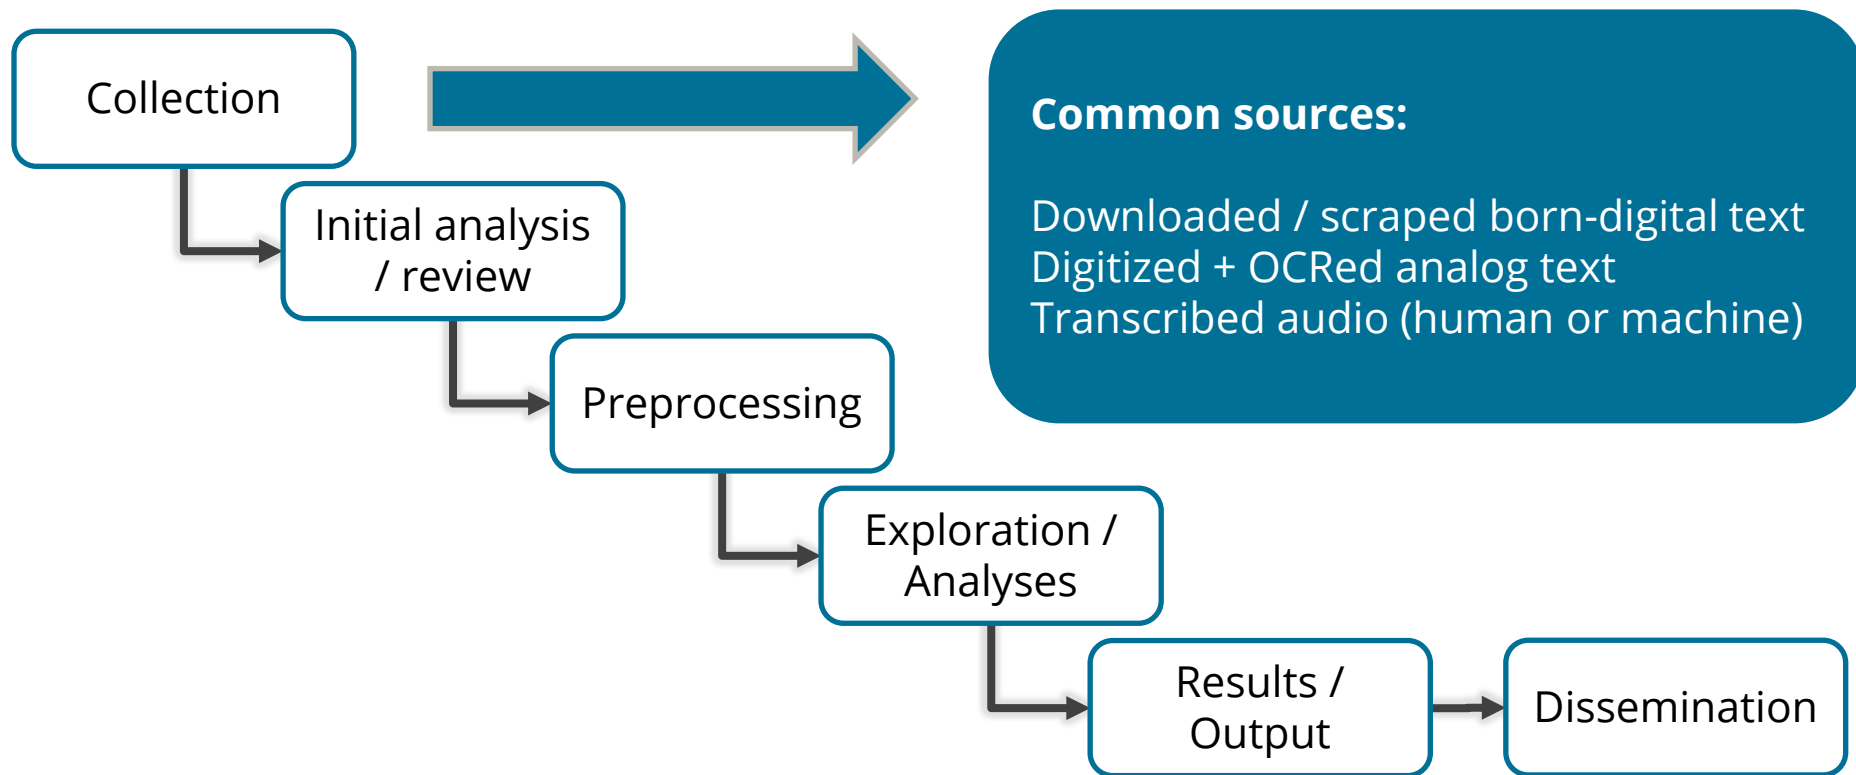 Collection
Common sources:
Downloaded / scraped born-digital text
Digitized + OCRed analog text
Transcribed audio (human or machine)
Initial analysis
/ review
Preprocessing
Exploration /
Analyses
Results /
Output
Dissemination